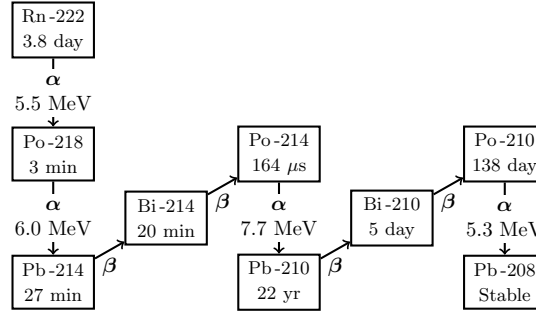 Rn-222
3.8 day
α
5.5 MeV
Po-218
3 min
α
6.0 MeV
Pb-214
27 min
β
Bi-214
20 min
β
Po-214
164 μs
α
7.7 MeV
Pb-210
22 yr
β
Bi-210
5 day
β
Po-210
138 day
α
5.3 MeV
Pb-208
Stable